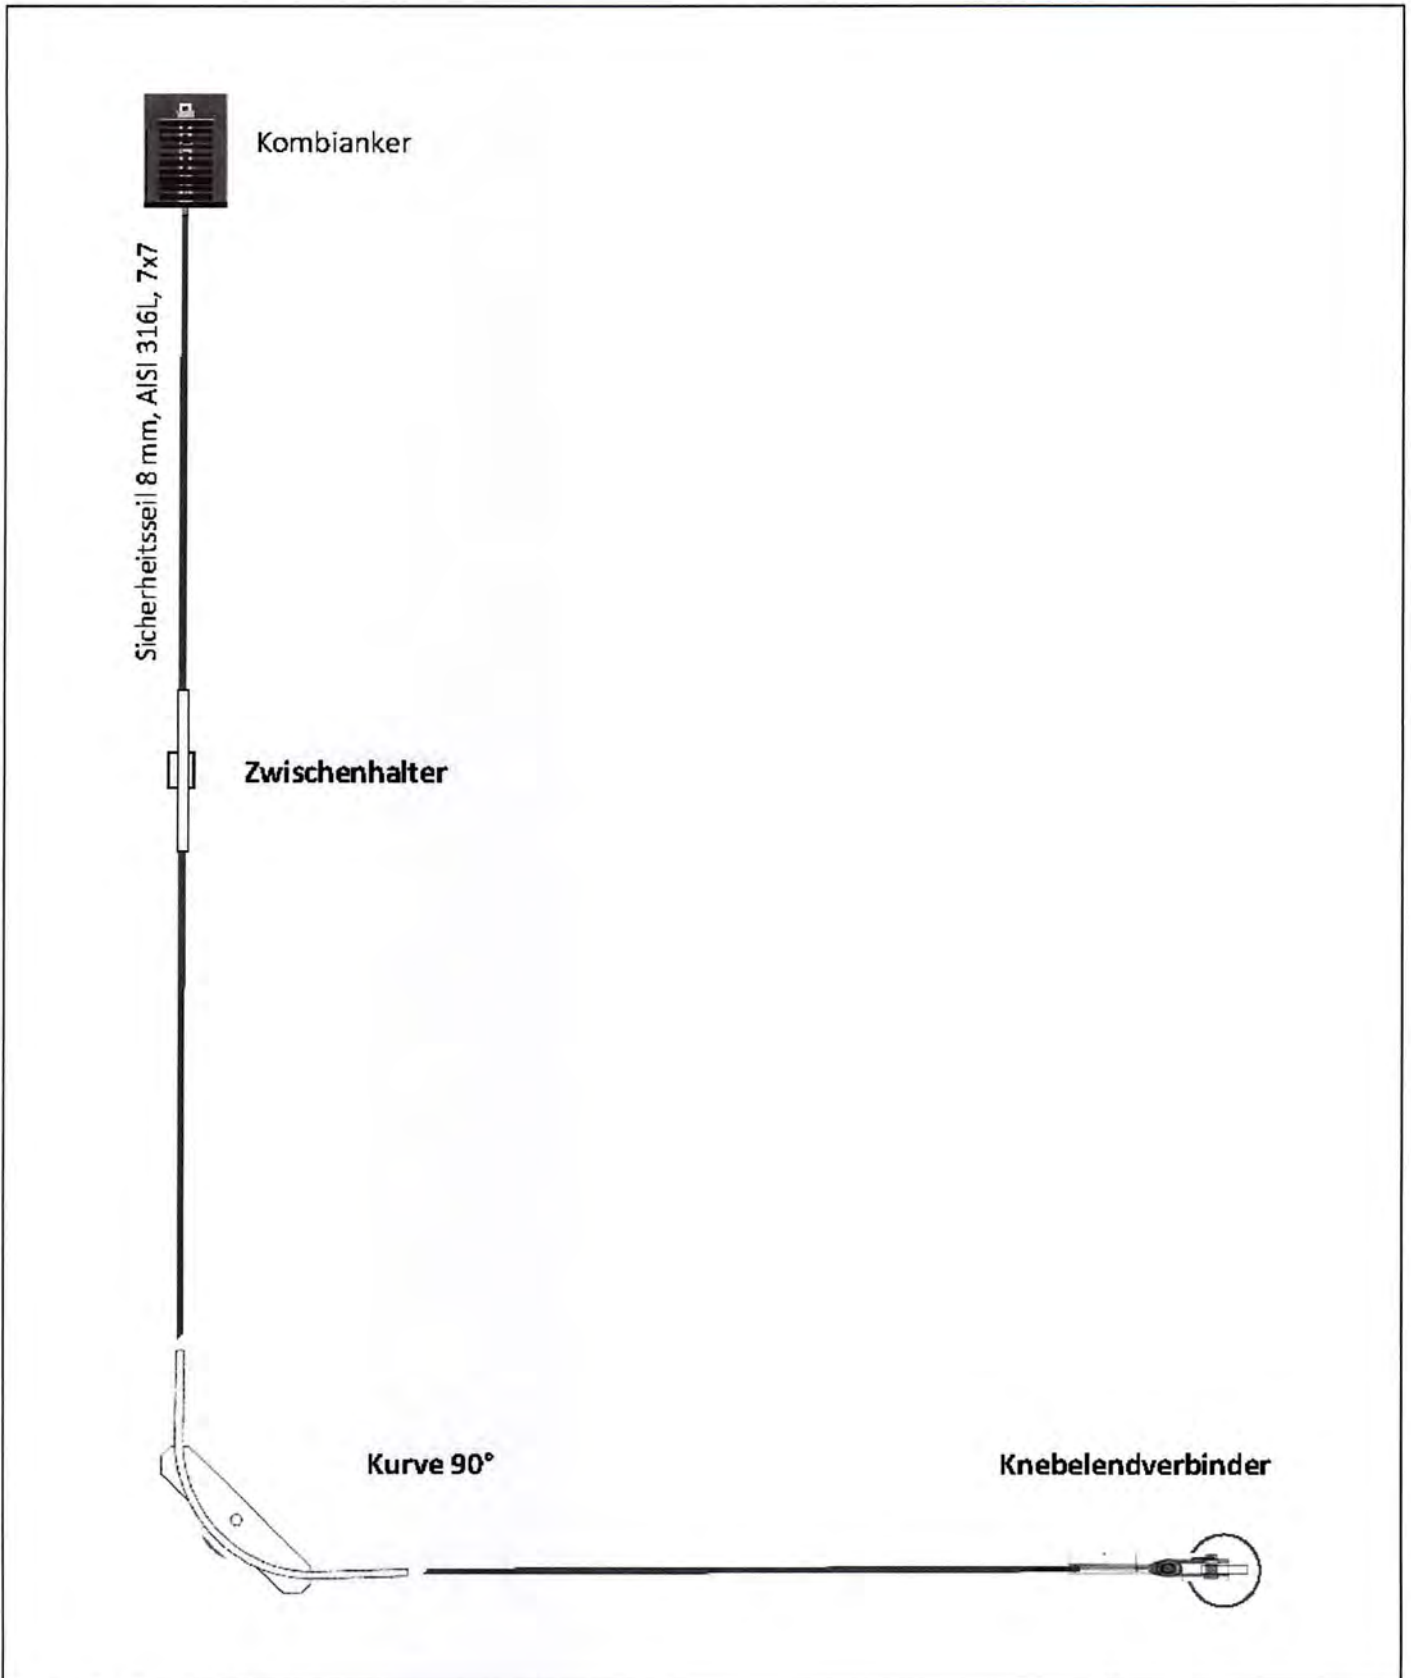 Kombianker
Sicherheitsseil 8 mm, AISI 316L, 7x7
Zwischenhalter
Kurve 90°
Knebelendverbinder